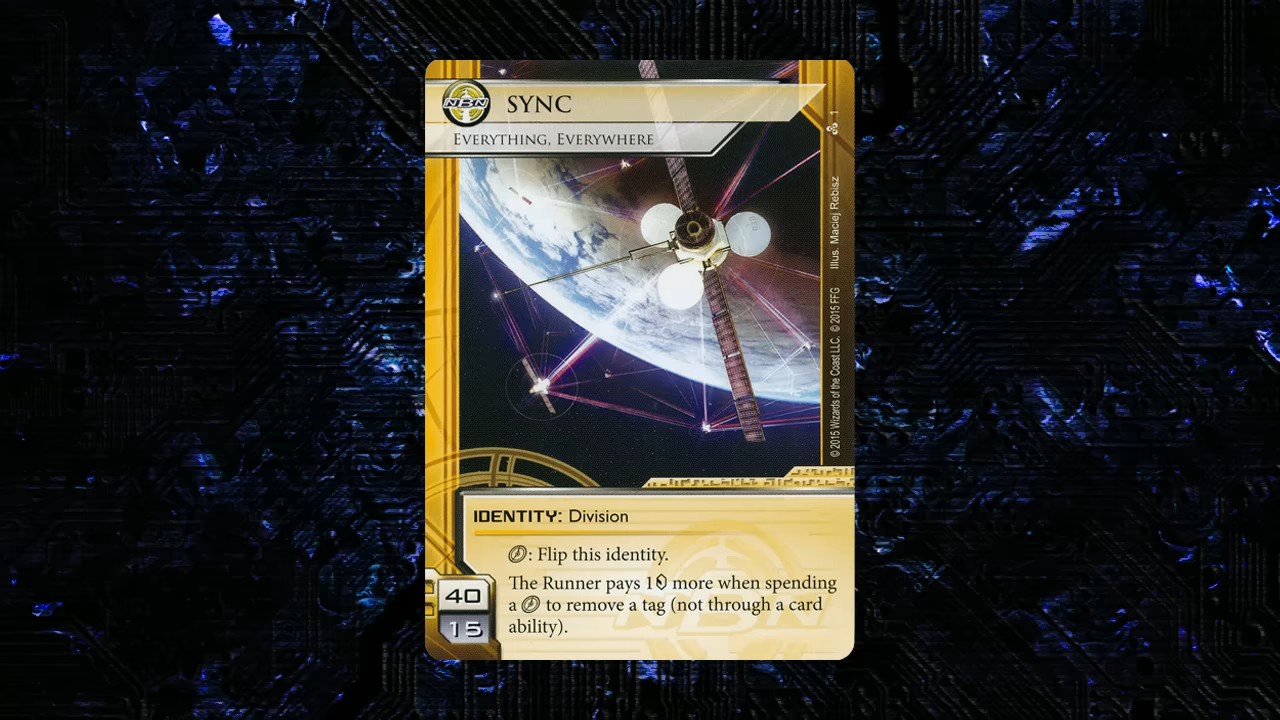 NBN
SYNC
Everything, Everywhere
1
Illus. Maciej Rebisz
© 2015 Wizards of the Coast LLC. © 2015 FFG
IDENTITY: Division
: Flip this identity.
The Runner pays 1 more when spending
a to remove a tag (not through a card
ability).
NBN
40
15